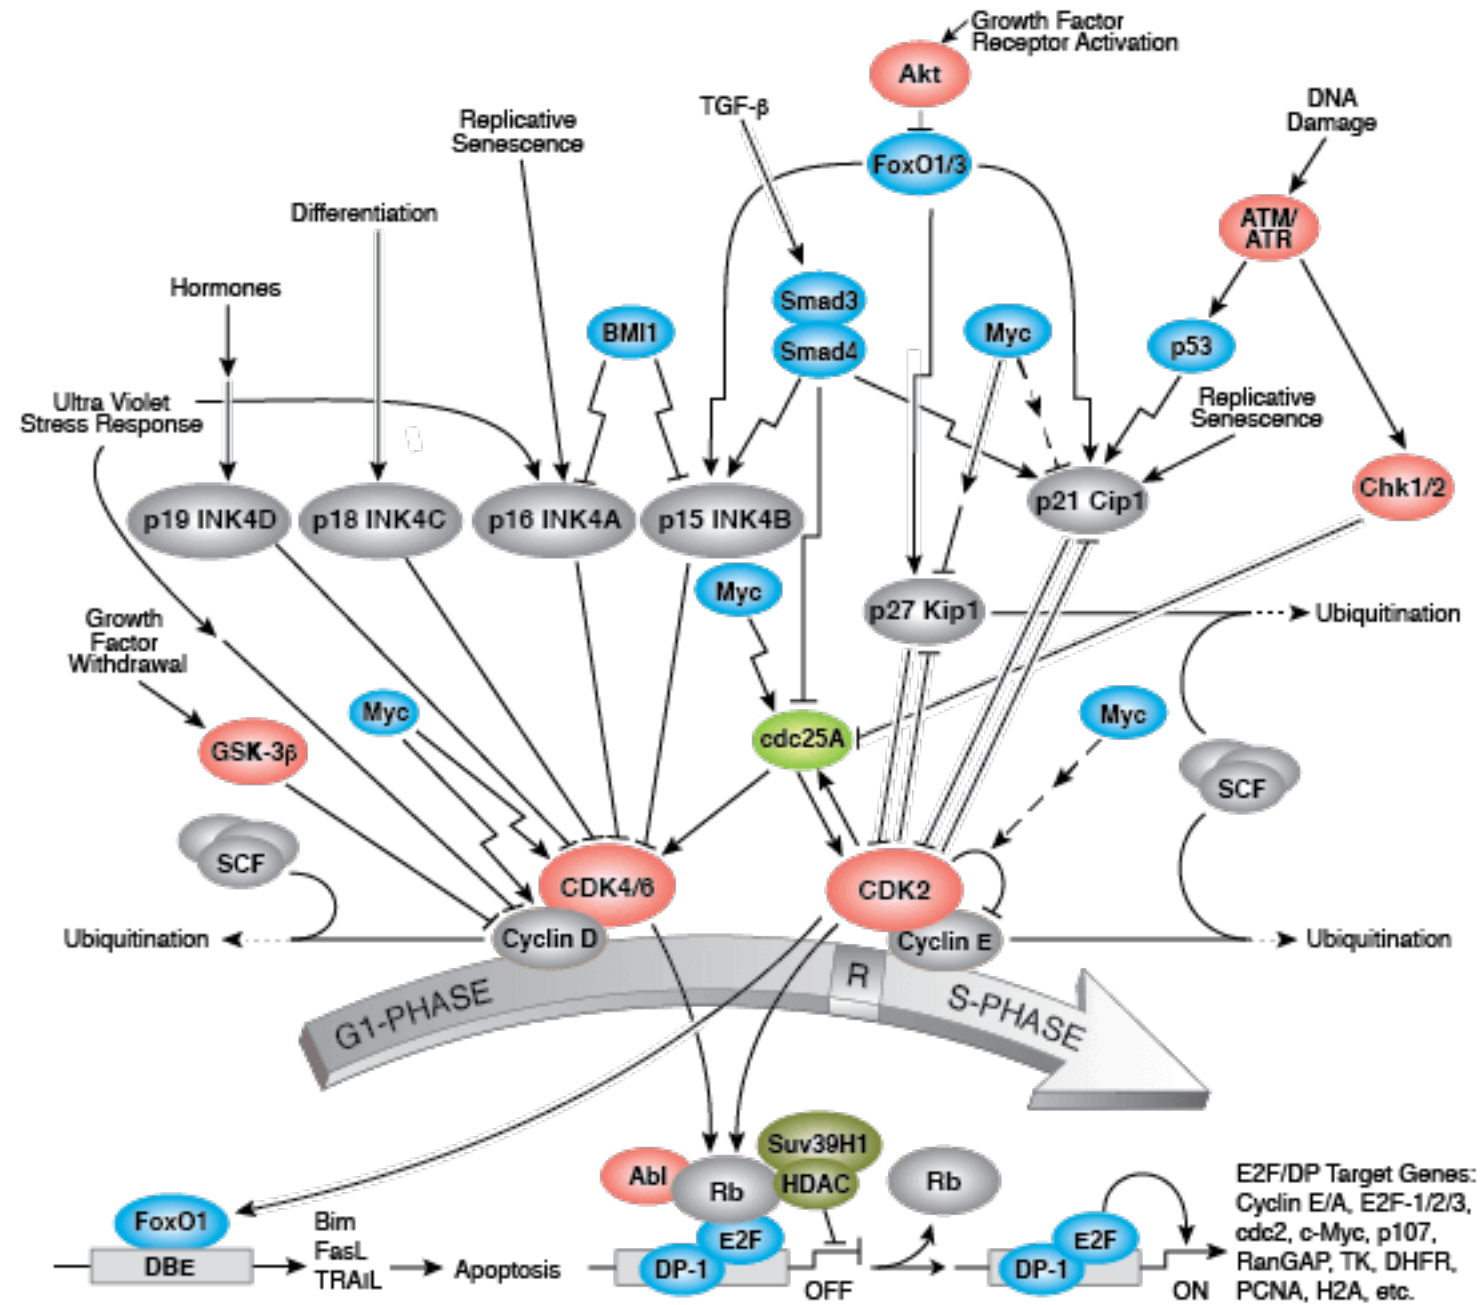 Growth Factor
Receptor Activation
Akt
TGF-β
DNA
Damage
Replicative
Senescence
FoxO1/3
Differentiation
ATM/
ATR
Hormones
Smad3
BMI1
Myc
Smad4
p53
Ultra Violet
Stress Response
Replicative
Senescence
Chk1/2
p19 INK4D
p18 INK4C
p16 INK4A
p15 INK4B
p21 Cip1
Myc
p27 Kip1
Ubiquitination
Growth
Factor
Withdrawal
Myc
Myc
GSK-3β
cdc25A
SCF
SCF
CDK4/6
CDK2
Ubiquitination
Cyclin D
Cyclin E
Ubiquitination
G1-PHASE
R
S-PHASE
Suv39H1
Abl
Rb
HDAC
Rb
E2F/DP Target Genes:
Cyclin E/A, E2F-1/2/3,
cdc2, c-Myc, p107,
RanGAP, TK, DHFR,
PCNA, H2A, etc.
FoxO1
DBE
Bim
FasL
TRAiL
Apoptosis
E2F
DP-1
OFF
E2F
DP-1
ON